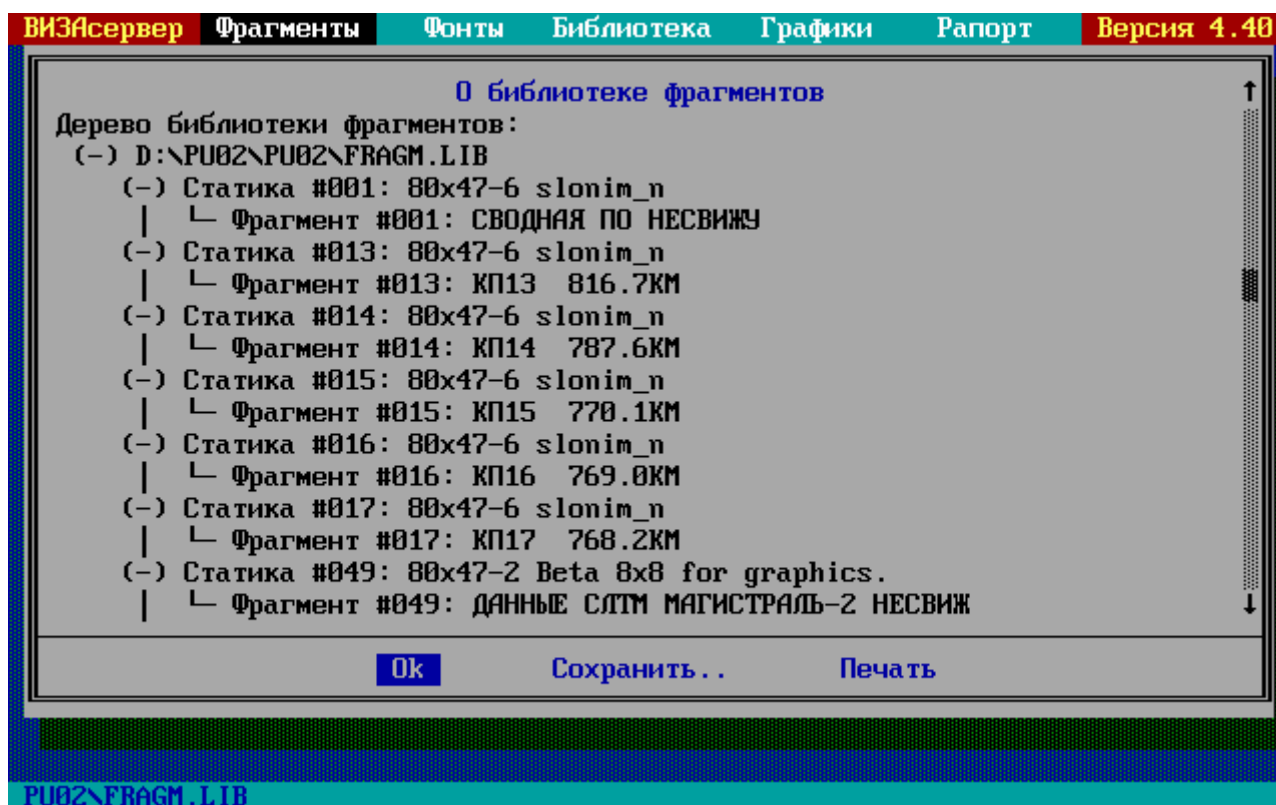 ВИЗАсервер Фрагменты Фонты Библиотека Графики Рапорт Версия 4.40
О библиотеке фрагментов
Дерево библиотеки фрагментов:
(-) D:\PU02\PU02\FRAGM.LIB
(-) Статика #001: 80x47-6 slonim_n
Фрагмент #001: СВОДНАЯ ПО НЕСВИЖУ
(-) Статика #013: 80x47-6 slonim_n
Фрагмент #013: КП13 816.7КМ
(-) Статика #014: 80x47-6 slonim_n
Фрагмент #014: КП14 787.6КМ
(-) Статика #015: 80x47-6 slonim_n
Фрагмент #015: КП15 770.1КМ
(-) Статика #016: 80x47-6 slonim_n
Фрагмент #016: КП16 769.0КМ
(-) Статика #017: 80x47-6 slonim_n
Фрагмент #017: КП17 768.2КМ
(-) Статика #049: 80x47-2 Beta 8x8 for graphics.
Фрагмент #049: ДАННЫЕ СЛТМ МАГИСТРАЛЬ-2 НЕСВИЖ
Ok Сохранить.. Печать
PU02\FRAGM.LIB